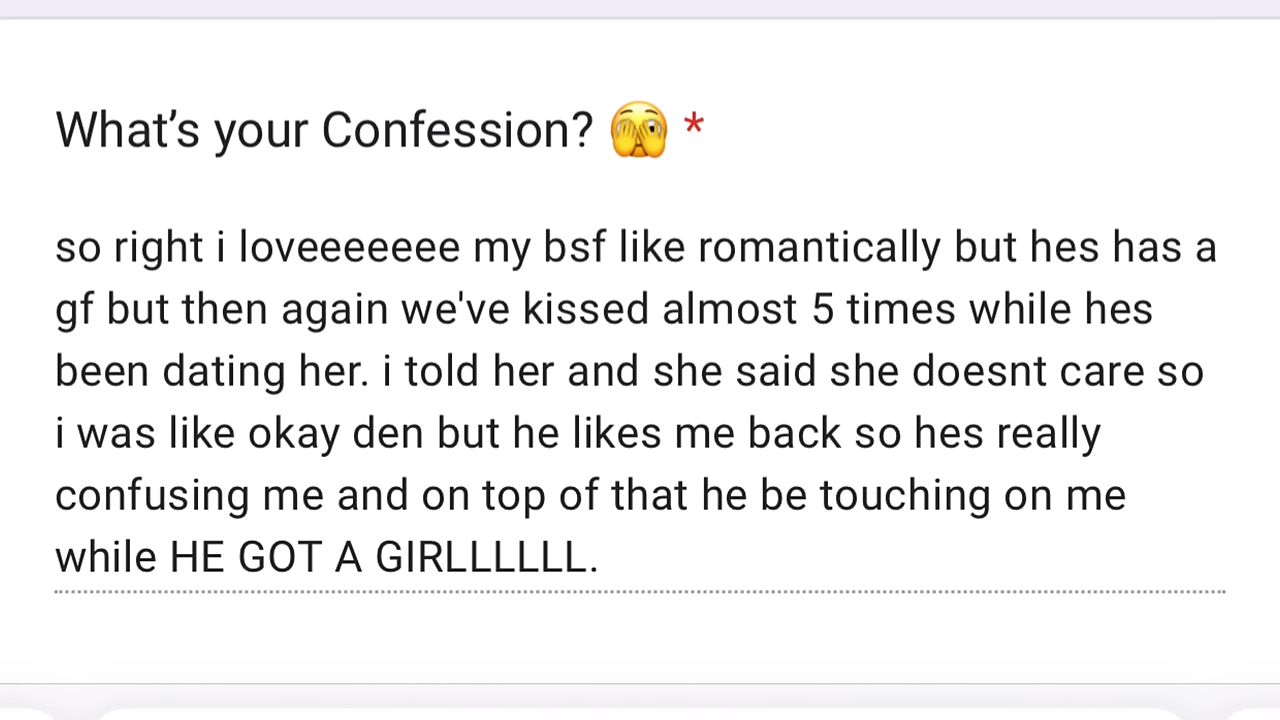 What's your Confession? 🫣 *
so right i loveeeeeee my bsf like romantically but hes has a
gf but then again we've kissed almost 5 times while hes
been dating her. i told her and she said she doesnt care so
i was like okay den but he likes me back so hes really
confusing me and on top of that he be touching on me
while HE GOT A GIRLLLLLL.